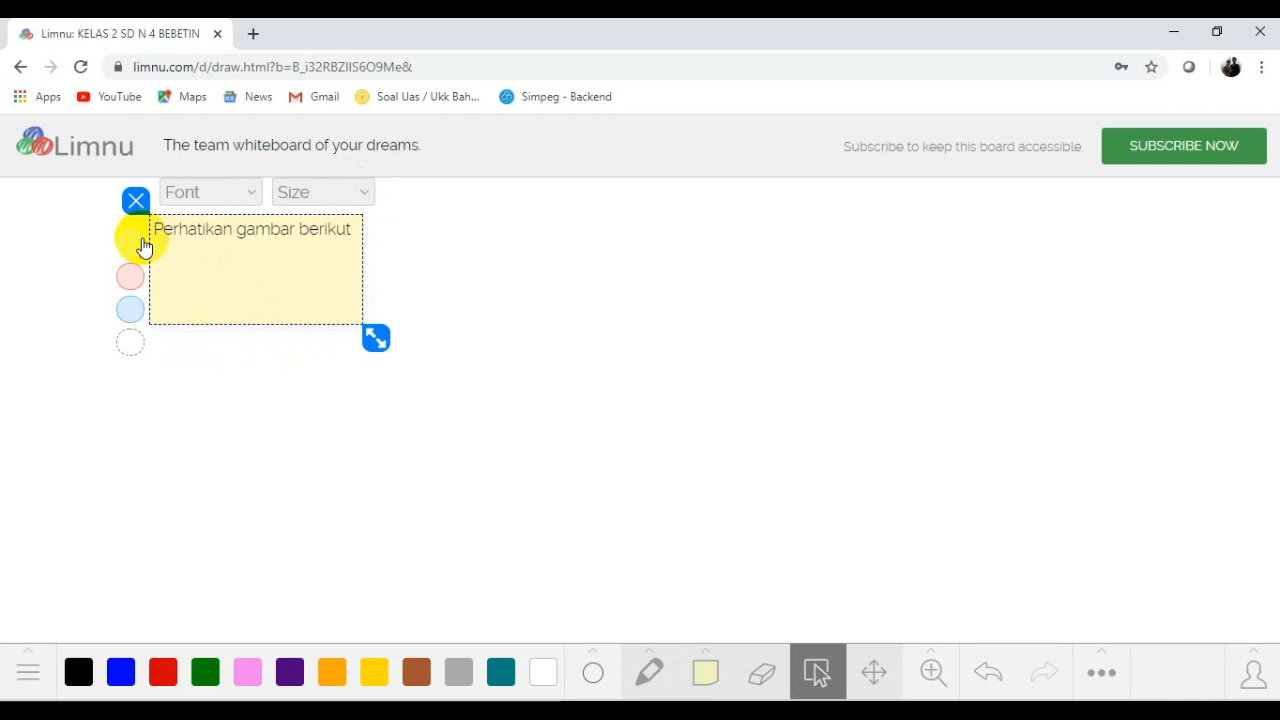 Limnu: KELAS 2 SD N 4 BEBETIN
limnu.com/d/draw.html?b=B_i32RBZIIS6O9Me&
Apps YouTube Maps News Gmail Soal Uas / Ukk Bah... Simpeg - Backend
Limnu The team whiteboard of your dreams. Subscribe to keep this board accessible SUBSCRIBE NOW
Font Size
Perhatikan gambar berikut